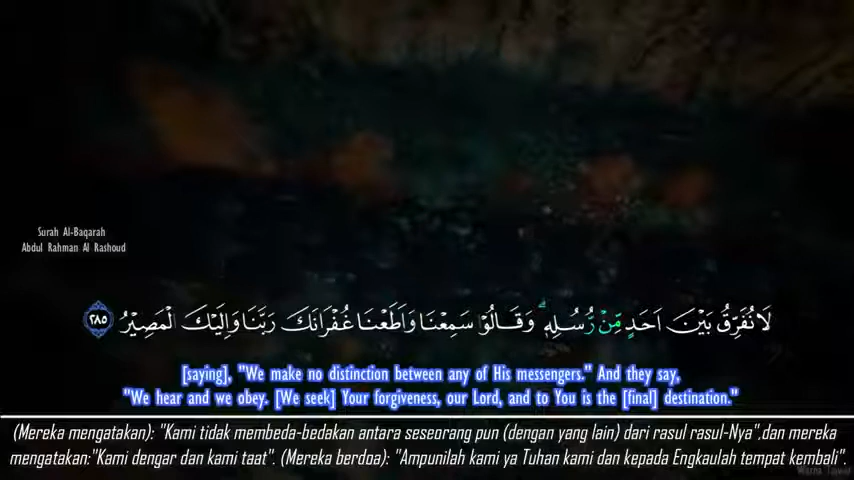 Surah Al-Baqarah
Abdul Rahman Al Rashoud
لَا نُفَرِّقُ بَيْنَ اَحَدٍ مِّنْ رُّسُلِهٖ ۗ وَقَالُوْا سَمِعْنَا وَاَطَعْنَا غُفْرَانَكَ رَبَّنَا وَاِلَيْكَ الْمَصِيْرُ ٢٨٥
[saying], "We make no distinction between any of His messengers." And they say,
"We hear and we obey. [We seek] Your forgiveness, our Lord, and to You is the [final] destination."
(Mereka mengatakan): "Kami tidak membeda-bedakan antara seseorang pun (dengan yang lain) dari rasul rasul-Nya",dan mereka
mengatakan:"Kami dengar dan kami taat". (Mereka berdoa): "Ampunilah kami ya Tuhan kami dan kepada Engkaulah tempat kembali".